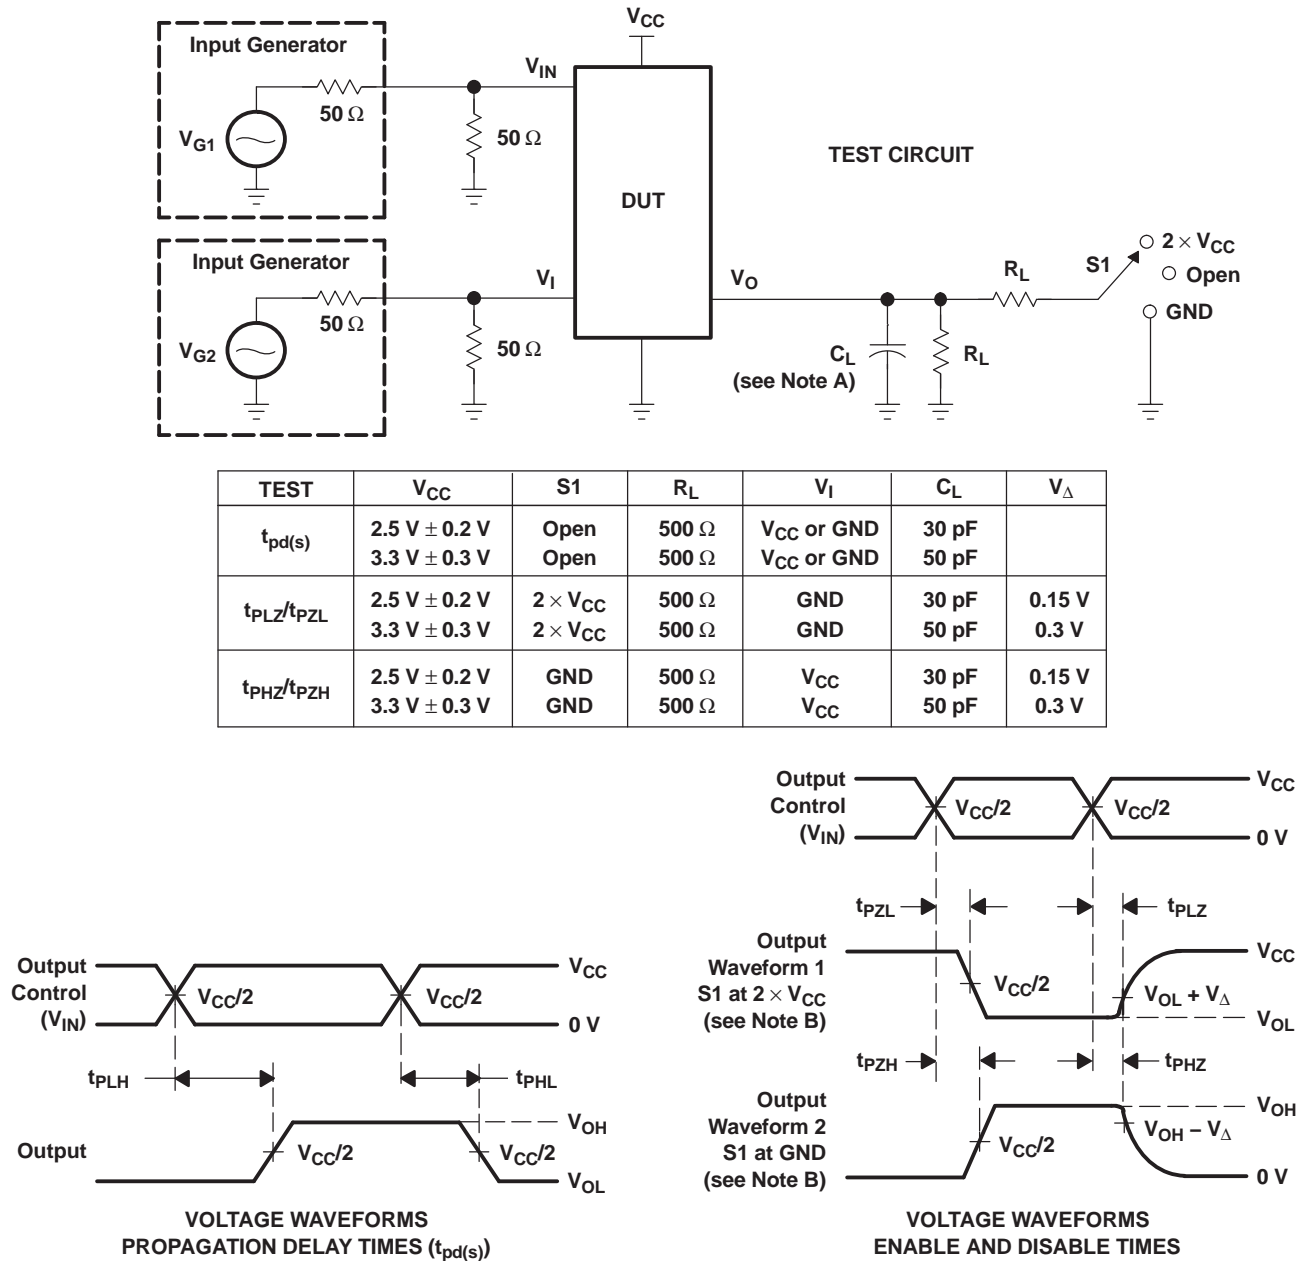 V_CC
Input Generator
V_IN
50 Ω
50 Ω
V_G1
TEST CIRCUIT
DUT
Input Generator
V_I
50 Ω
50 Ω
V_G2
V_O
R_L
S1
2 × V_CC
Open
GND
C_L
(see Note A)
R_L
TEST V_CC S1 R_L V_I C_L V_Δ
t_pd(s)
2.5 V ± 0.2 V Open 500 Ω V_CC or GND 30 pF
3.3 V ± 0.3 V Open 500 Ω V_CC or GND 50 pF
t_PLZ/t_PZL
2.5 V ± 0.2 V 2 × V_CC 500 Ω GND 30 pF 0.15 V
3.3 V ± 0.3 V 2 × V_CC 500 Ω GND 50 pF 0.3 V
t_PHZ/t_PZH
2.5 V ± 0.2 V GND 500 Ω V_CC 30 pF 0.15 V
3.3 V ± 0.3 V GND 500 Ω V_CC 50 pF 0.3 V
Output
Control
(V_IN)
V_CC/2
V_CC/2
V_CC
0 V
t_PLH
t_PHL
Output
V_CC/2
V_CC/2
V_OH
V_OL
VOLTAGE WAVEFORMS
PROPAGATION DELAY TIMES (t_pd(s))
Output
Control
(V_IN)
V_CC/2
V_CC/2
V_CC
0 V
t_PZL
t_PLZ
Output
Waveform 1
S1 at 2 × V_CC
(see Note B)
V_CC/2
V_CC
V_OL + V_Δ
V_OL
t_PZH
t_PHZ
Output
Waveform 2
S1 at GND
(see Note B)
V_CC/2
V_OH
V_OH − V_Δ
0 V
VOLTAGE WAVEFORMS
ENABLE AND DISABLE TIMES